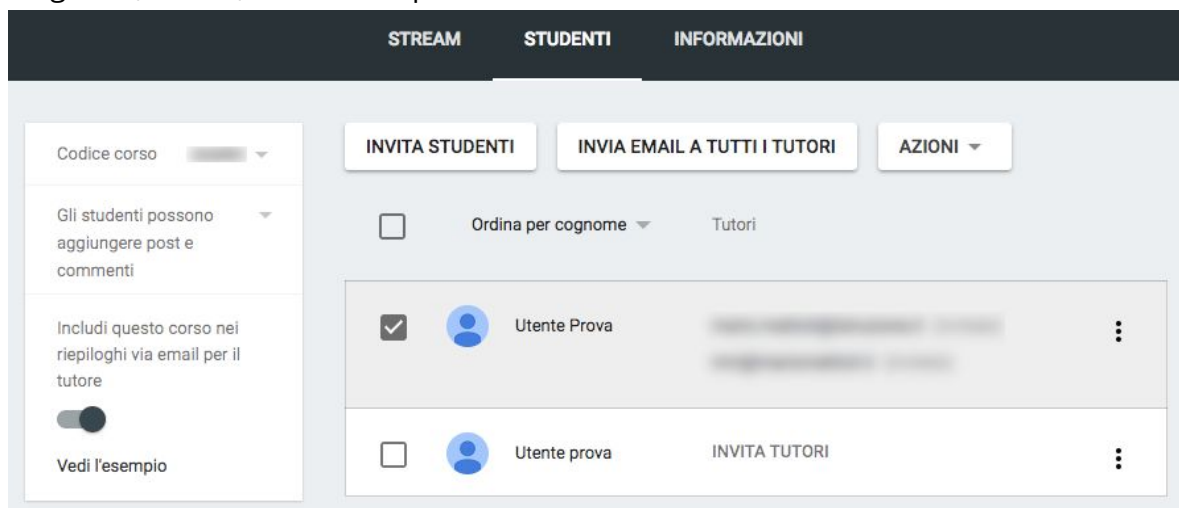 STREAM STUDENTI INFORMAZIONI
Codice corso
Gli studenti possono
aggiungere post e
commenti
Includi questo corso nei
riepiloghi via email per il
tutore
Vedi l'esempio
INVITA STUDENTI INVIA EMAIL A TUTTI I TUTORI AZIONI
Ordina per cognome Tutori
Utente Prova
Utente prova INVITA TUTORI